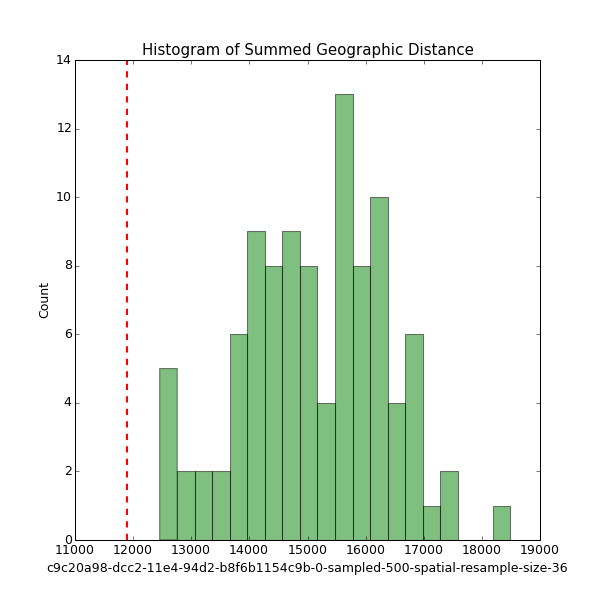 Histogram of Summed Geographic Distance
14
12
10
8
6
4
2
0
Count
11000 12000 13000 14000 15000 16000 17000 18000 19000
c9c20a98-dcc2-11e4-94d2-b8f6b1154c9b-0-sampled-500-spatial-resample-size-36